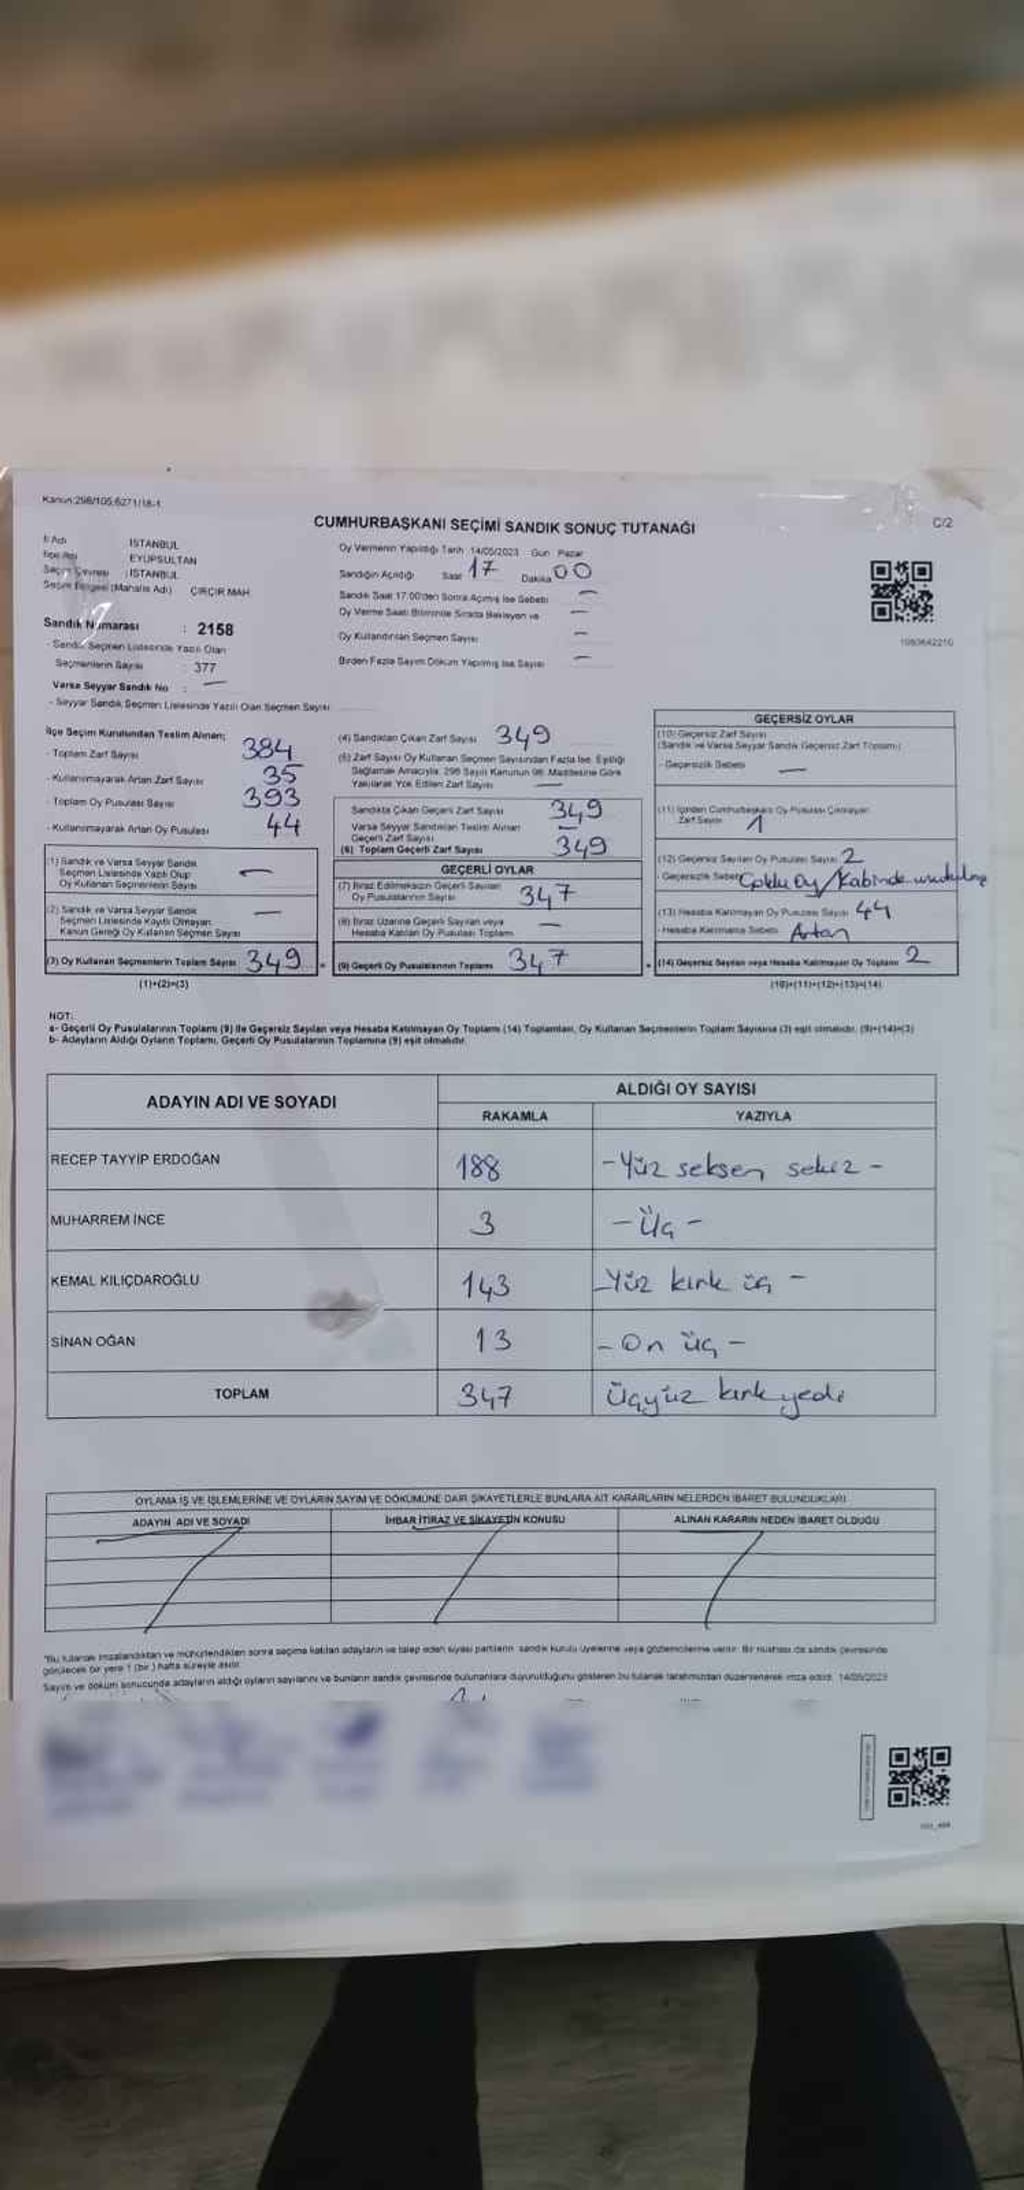 Kanun:298/105,6271/18-1
CUMHURBAŞKANI SEÇİMİ SANDIK SONUÇ TUTANAĞI
C/2
İl Adı : İSTANBUL
İlçe Adı : EYÜPSULTAN
Seçim Çevresi : İSTANBUL
Seçim Bölgesi (Mahalle Adı) : ÇIRÇIR MAH.
Sandık Numarası : 2158
- Sandık Seçmen Listesinde Yazılı Olan
Seçmenlerin Sayısı : 377
Varsa Seyyar Sandık No : —
- Seyyar Sandık Seçmen Listesinde Yazılı Olan Seçmen Sayısı
Oy Vermenin Yapıldığı Tarih 14/05/2023 Gün Pazar
Sandığın Açıldığı Saat 17 Dakika 00
Sandık Saat 17.00'den Sonra Açılmış İse Sebebi —
Oy Verme Saati Bitiminde Sırada Bekleyen ve —
Oy Kullandırılan Seçmen Sayısı —
Birden Fazla Sayım Döküm Yapılmış İse Sayısı —
1080642210
İlçe Seçim Kurulundan Teslim Alınan;
- Toplam Zarf Sayısı 384
- Kullanılmayarak Artan Zarf Sayısı 35
- Toplam Oy Pusulası Sayısı 393
- Kullanılmayarak Artan Oy Pusulası 44
(1) Sandık ve Varsa Seyyar Sandık
Seçmen Listesinde Yazılı Olup
Oy Kullanan Seçmenlerin Sayısı —
(2) Sandık ve Varsa Seyyar Sandık
Seçmen Listesinde Kayıtlı Olmayan
Kanun Gereği Oy Kullanan Seçmen Sayısı —
(3) Oy Kullanan Seçmenlerin Toplam Sayısı 349
(1)+(2)=(3)
(4) Sandıktan Çıkan Zarf Sayısı 349
(5) Zarf Sayısı Oy Kullanan Seçmen Sayısından Fazla İse, Eşitliği
Sağlamak Amacıyla, 298 Sayılı Kanunun 98. Maddesine Göre
Yakılarak Yok Edilen Zarf Sayısı —
Sandıkta Çıkan Geçerli Zarf Sayısı 349
Varsa Seyyar Sandıktan Teslim Alınan
Geçerli Zarf Sayısı —
(6) Toplam Geçerli Zarf Sayısı 349
GEÇERLİ OYLAR
(7) İtiraz Edilmeksizin Geçerli Sayılan
Oy Pusulalarının Sayısı 347
(8) İtiraz Üzerine Geçerli Sayılan veya
Hesaba Katılan Oy Pusulası Toplamı —
= (9) Geçerli Oy Pusulalarının Toplamı 347
GEÇERSİZ OYLAR
(10) Geçersiz Zarf Sayısı
(Sandık ve Varsa Seyyar Sandık Geçersiz Zarf Toplamı)
- Geçersizlik Sebebi —
(11) İçinden Cumhurbaşkanı Oy Pusulası Çıkmayan
Zarf Sayısı 1
(12) Geçersiz Sayılan Oy Pusulası Sayısı 2
- Geçersizlik Sebebi Çoklu Oy / Kabinde
(13) Hesaba Katılmayan Oy Pusulası Sayısı 44
- Hesaba Katılmama Sebebi Artan
+ (14) Geçersiz Sayılan veya Hesaba Katılmayan Oy Toplamı 2
(10)+(11)+(12)+(13)=(14)
NOT:
a- Geçerli Oy Pusulalarının Toplamı (9) ile Geçersiz Sayılan veya Hesaba Katılmayan Oy Toplamı (14) Toplamları, Oy Kullanan Seçmenlerin Toplam Sayısına (3) eşit olmalıdır. (9)+(14)=(3)
b- Adayların Aldığı Oyların Toplamı, Geçerli Oy Pusulalarının Toplamına (9) eşit olmalıdır.
ADAYIN ADI VE SOYADI
ALDIĞI OY SAYISI
RAKAMLA YAZIYLA
RECEP TAYYİP ERDOĞAN 188 -Yüz seksen sekiz-
MUHARREM İNCE 3 -Üç-
KEMAL KILIÇDAROĞLU 143 -Yüz kırk üç-
SİNAN OĞAN 13 -On üç-
TOPLAM 347 Üçyüz kırk yedi
OYLAMA İŞ VE İŞLEMLERİNE VE OYLARIN SAYIM VE DÖKÜMÜNE DAİR ŞİKAYETLERLE BUNLARA AİT KARARLARIN NELERDEN İBARET BULUNDUKLARI
ADAYIN ADI VE SOYADI İHBAR İTİRAZ VE ŞİKAYETİN KONUSU ALINAN KARARIN NEDEN İBARET OLDUĞU
*Bu tutanak imzalandıktan ve mühürlendikten sonra seçime katılan adayların ve talep eden siyasi partilerin sandık kurulu üyelerine veya gözlemcilerine verilir. Bir nüshası da sandık çevresinde
görülecek bir yere 1 (bir) hafta süreyle asılır.
Sayım ve döküm sonucunda adayların aldığı oyların sayılarını ve bunların sandık çevresinde bulunanlara duyurulduğunu gösteren bu tutanak tarafımızdan düzenlenerek imza edildi. 14/05/2023